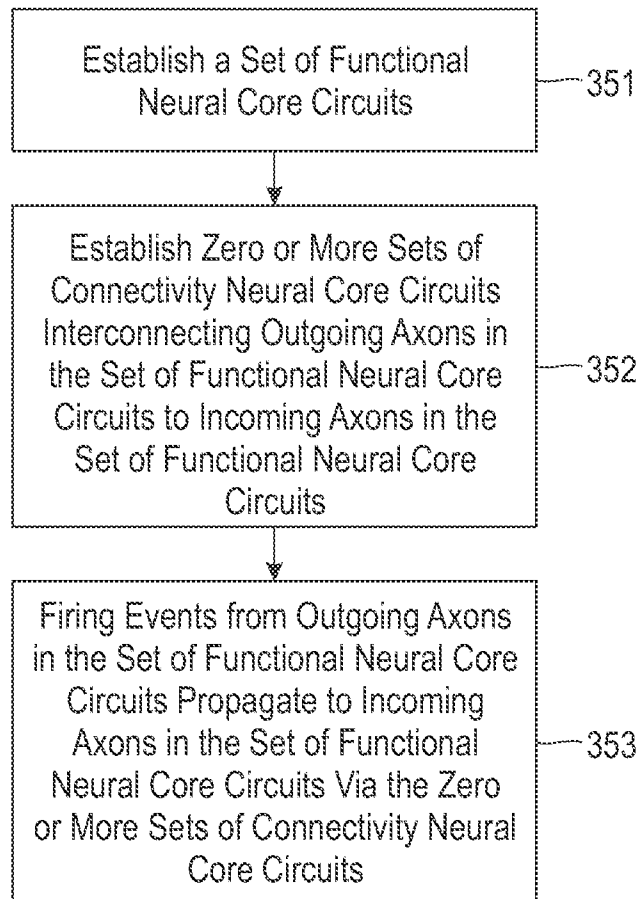 Establish a Set of Functional
Neural Core Circuits
351
Establish Zero or More Sets of
Connectivity Neural Core Circuits
Interconnecting Outgoing Axons in
the Set of Functional Neural Core
Circuits to Incoming Axons in the
Set of Functional Neural Core
Circuits
352
Firing Events from Outgoing Axons
in the Set of Functional Neural Core
Circuits Propagate to Incoming
Axons in the Set of Functional
Neural Core Circuits Via the Zero
or More Sets of Connectivity Neural
Core Circuits
353